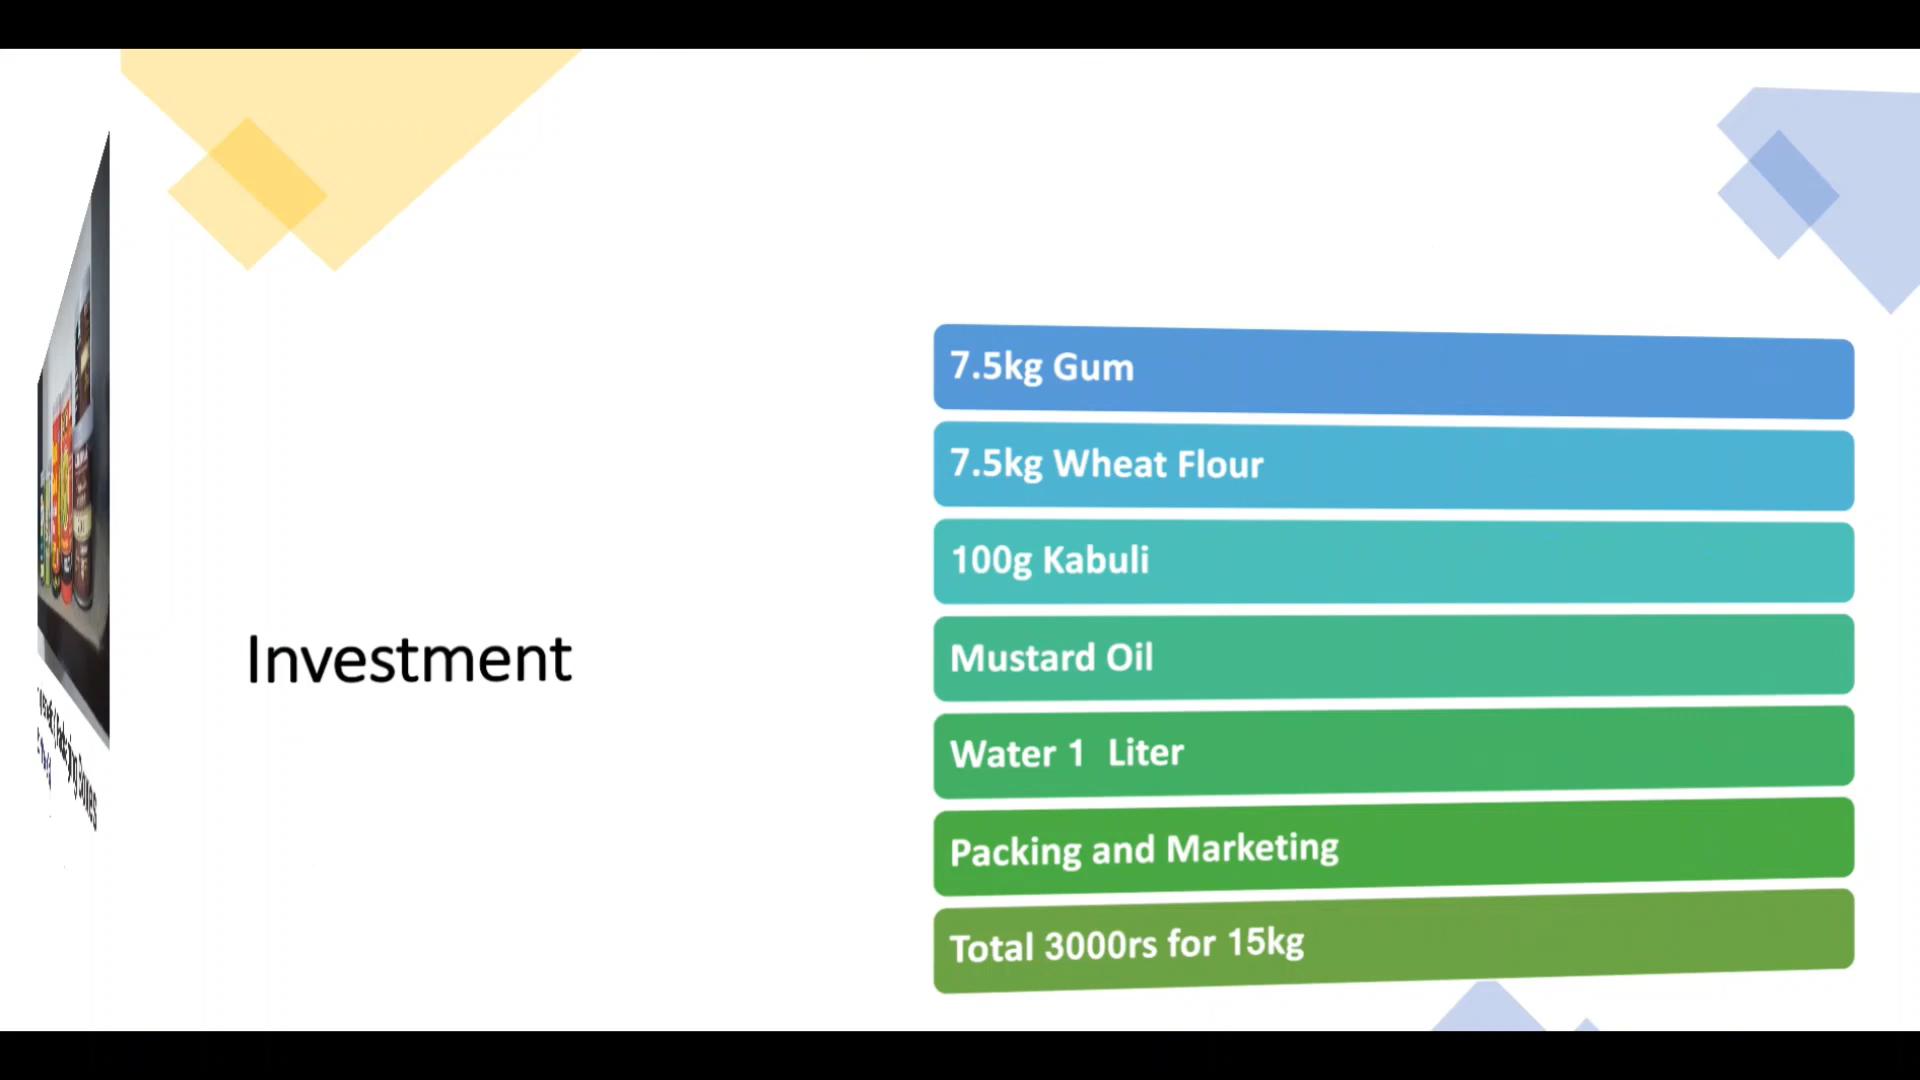 Investment
7.5kg Gum
7.5kg Wheat Flour
100g Kabuli
Mustard Oil
Water 1 Liter
Packing and Marketing
Total 3000rs for 15kg